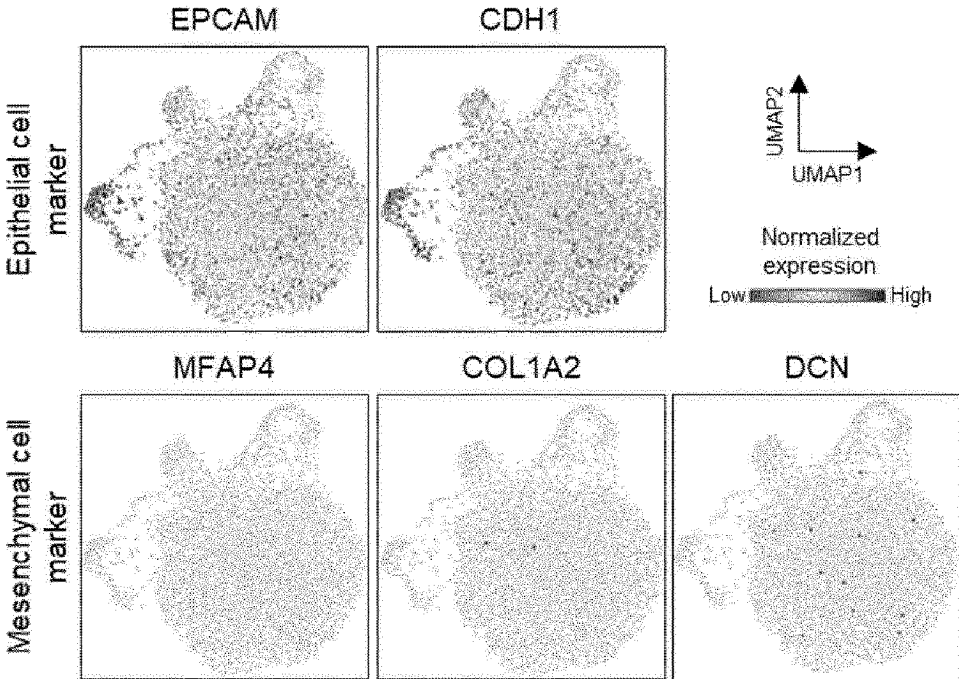 EPCAM
CDH1
Epithelial cell
marker
UMAP2
UMAP1
Normalized
expression
Low
High
MFAP4
COL1A2
DCN
Mesenchymal cell
marker